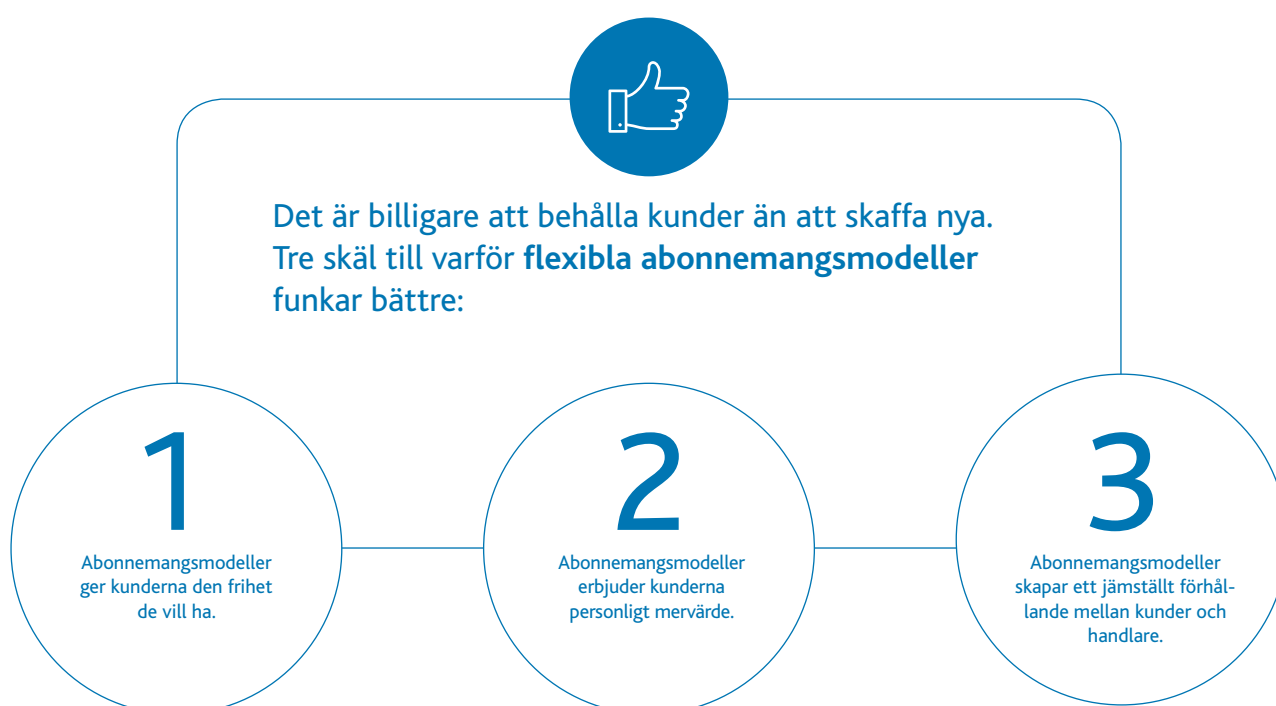 Det är billigare att behålla kunder än att skaffa nya.
Tre skäl till varför flexibla abonnemangsmodeller
funkar bättre:
1
Abonnemangsmodeller
ger kunderna den frihet
de vill ha.
2
Abonnemangsmodeller
erbjuder kunderna
personligt mervärde.
3
Abonnemangsmodeller
skapar ett jämställt förhål-
lande mellan kunder och
handlare.